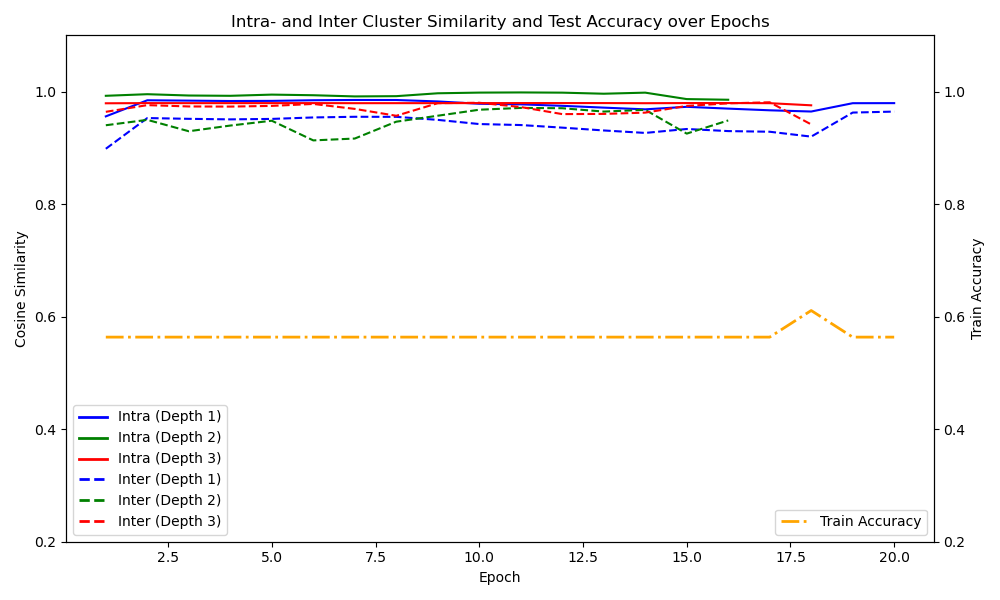 Intra- and Inter Cluster Similarity and Test Accuracy over Epochs
Cosine Similarity
1.0
0.8
0.6
0.4
0.2
1.0
0.8
0.6
0.4
0.2
Train Accuracy
Intra (Depth 1)
Intra (Depth 2)
Intra (Depth 3)
Inter (Depth 1)
Inter (Depth 2)
Inter (Depth 3)
Train Accuracy
2.5 5.0 7.5 10.0 12.5 15.0 17.5 20.0
Epoch